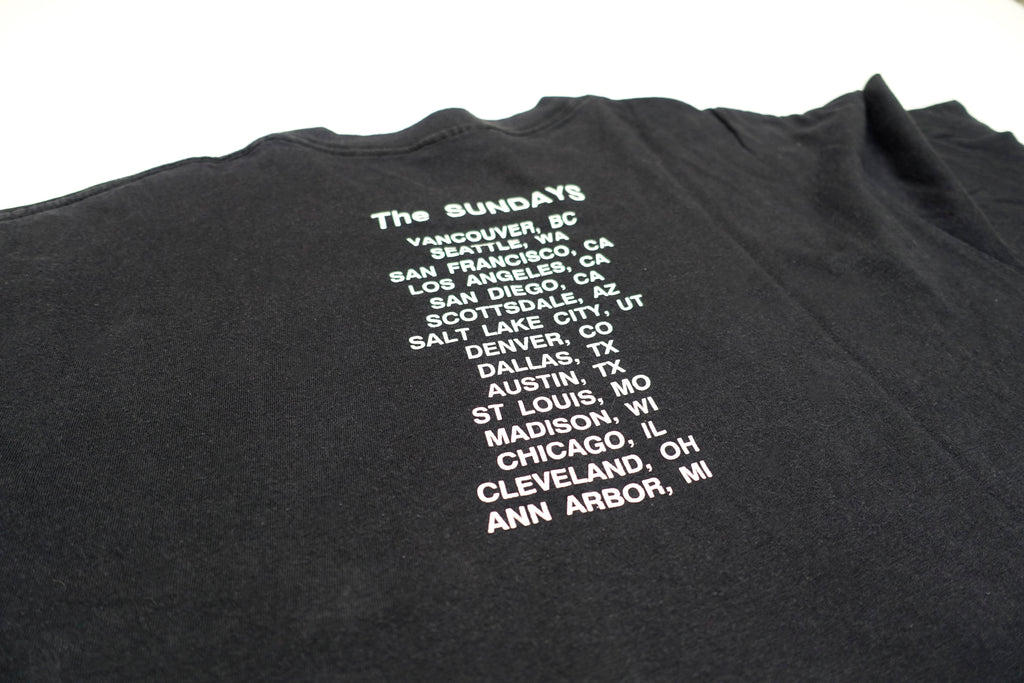 The SUNDAYS
VANCOUVER, BC
SEATTLE, WA
SAN FRANCISCO, CA
LOS ANGELES, CA
SAN DIEGO, CA
SCOTTSDALE, AZ
SALT LAKE CITY, UT
DENVER, CO
DALLAS, TX
AUSTIN, TX
ST LOUIS, MO
MADISON, WI
CHICAGO, IL
CLEVELAND, OH
ANN ARBOR, MI